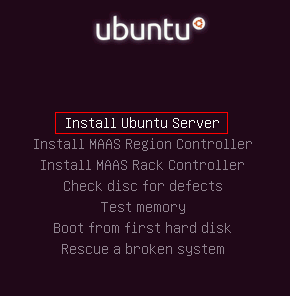 ubuntu
Install Ubuntu Server
Install MAAS Region Controller
Install MAAS Rack Controller
Check disc for defects
Test memory
Boot from first hard disk
Rescue a broken system